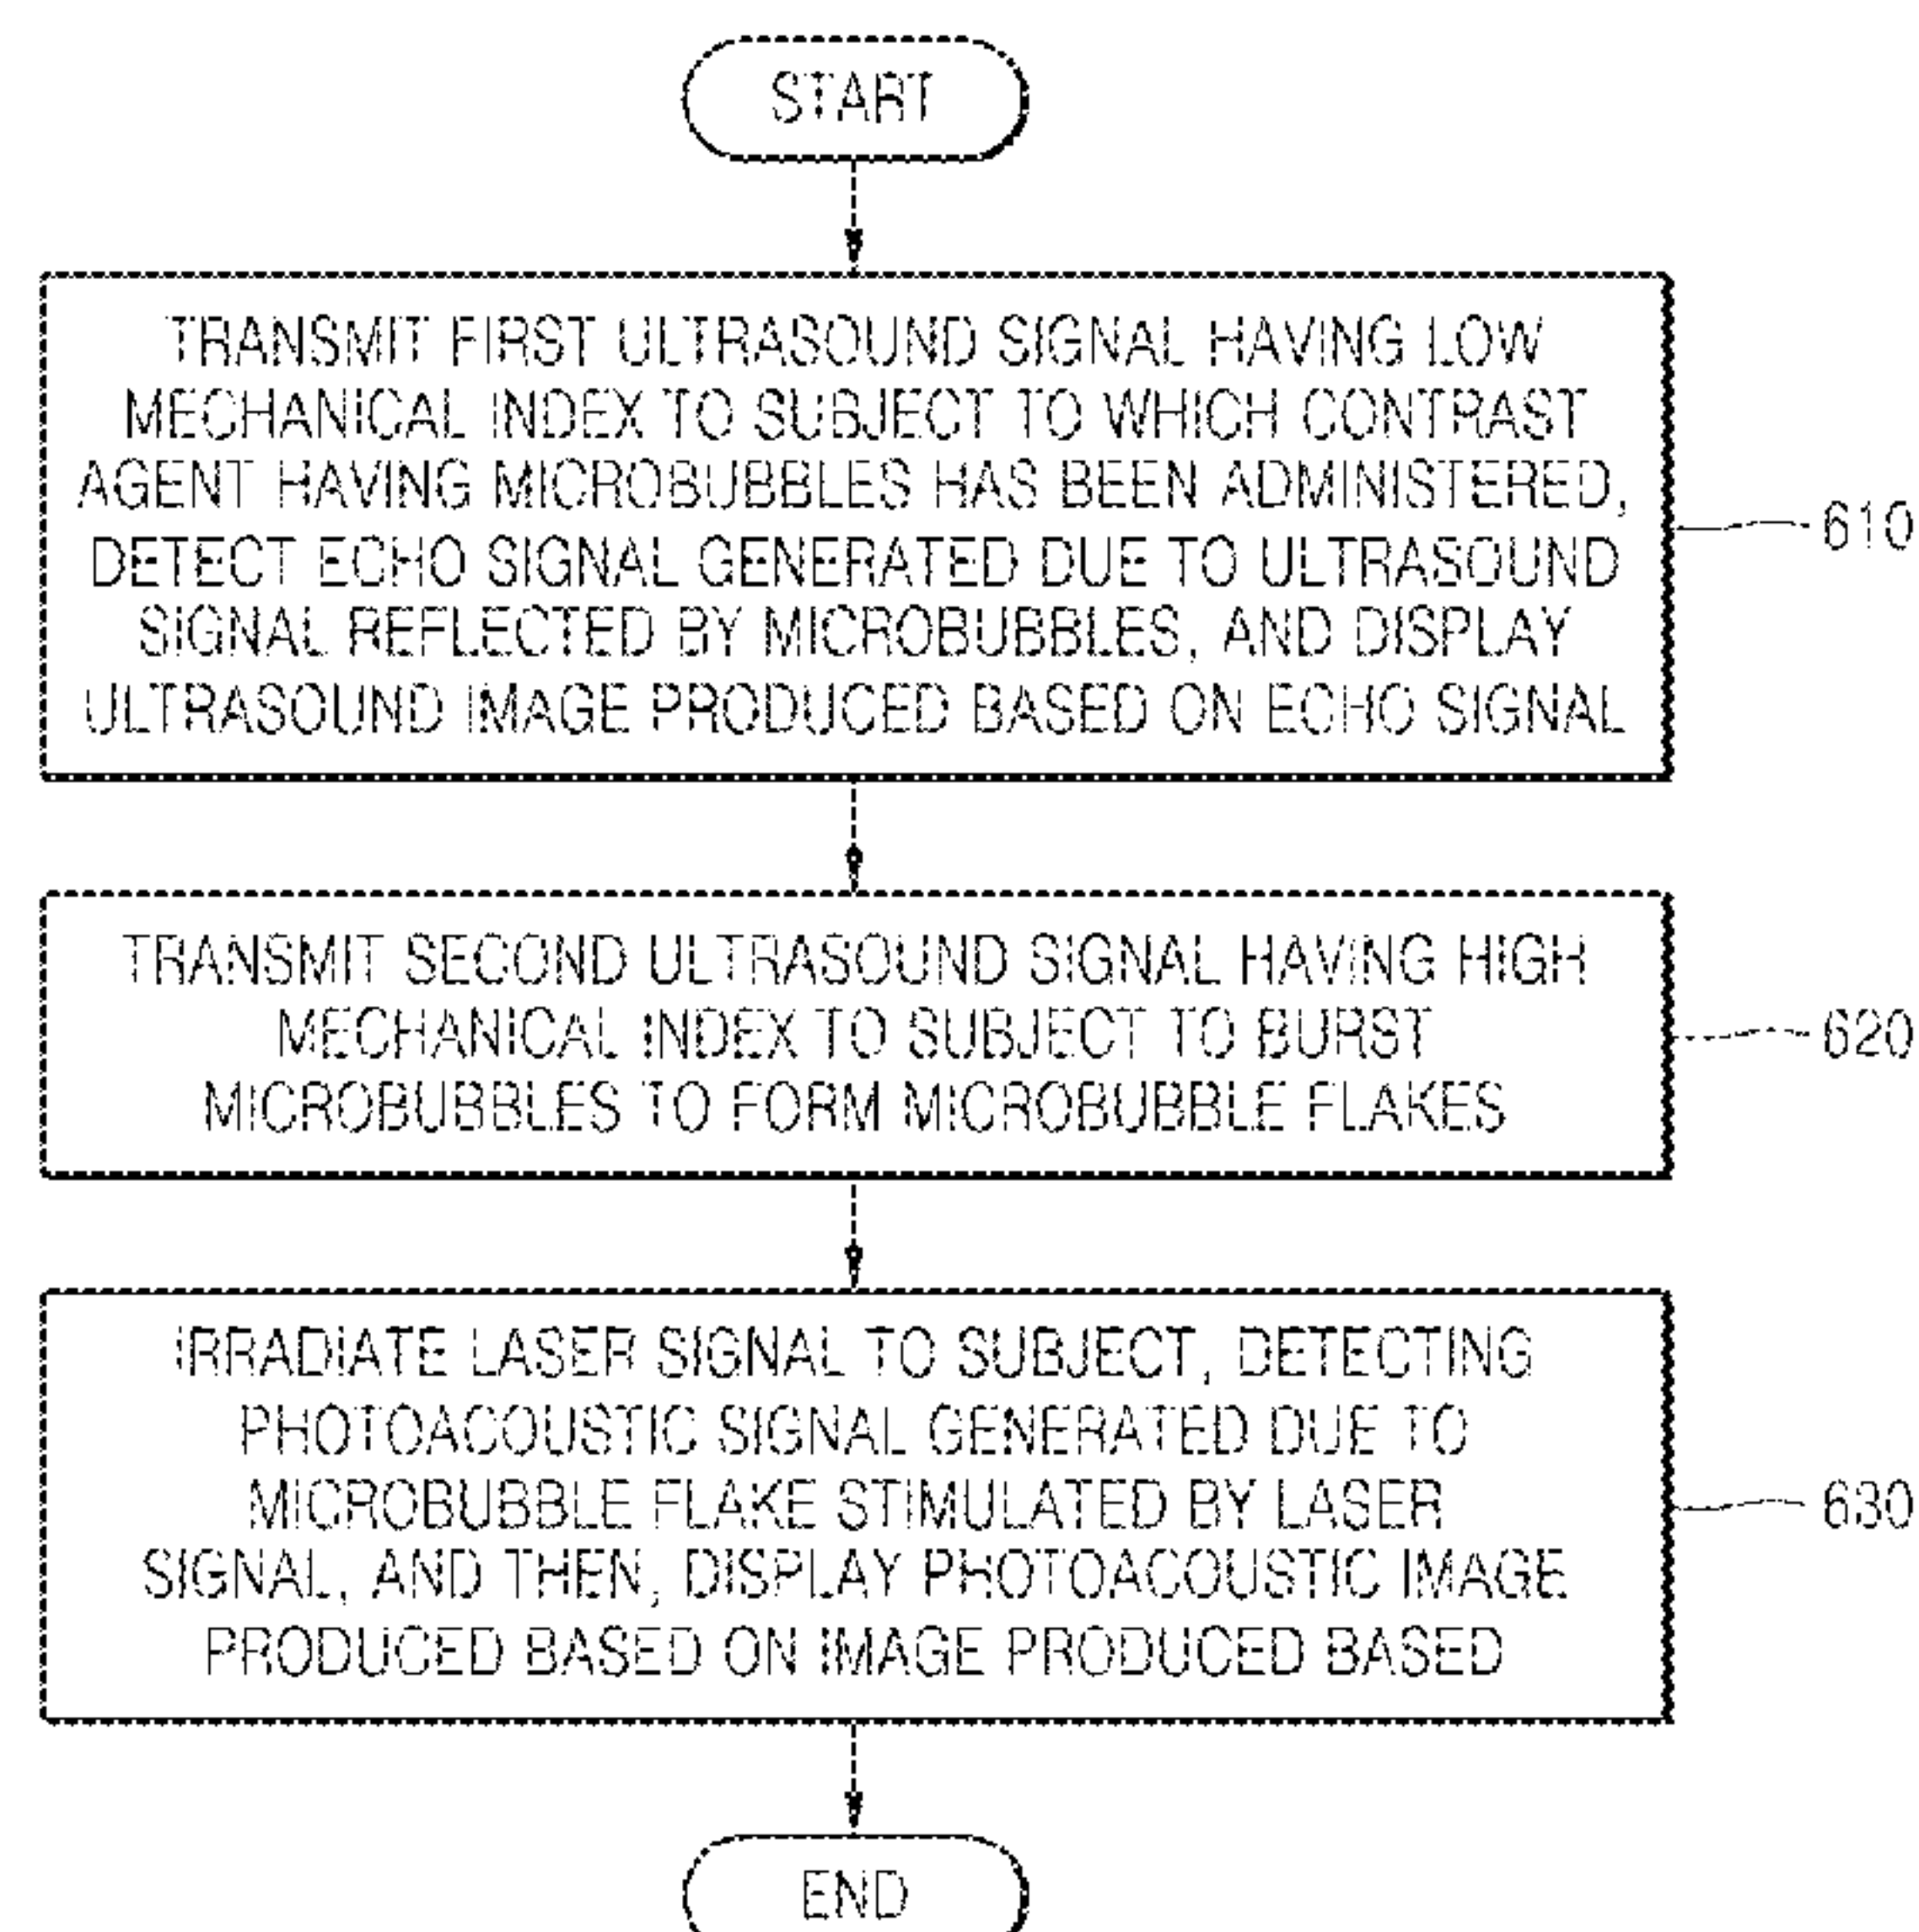 START
TRANSMIT FIRST ULTRASOUND SIGNAL HAVING LOW
MECHANICAL INDEX TO SUBJECT TO WHICH CONTRAST
AGENT HAVING MICROBUBBLES HAS BEEN ADMINISTERED,
DETECT ECHO SIGNAL GENERATED DUE TO ULTRASOUND
SIGNAL REFLECTED BY MICROBUBBLES, AND DISPLAY
ULTRASOUND IMAGE PRODUCED BASED ON ECHO SIGNAL
610
TRANSMIT SECOND ULTRASOUND SIGNAL HAVING HIGH
MECHANICAL INDEX TO SUBJECT TO BURST
MICROBUBBLES TO FORM MICROBUBBLE FLAKES
620
IRRADIATE LASER SIGNAL TO SUBJECT, DETECTING
PHOTOACOUSTIC SIGNAL GENERATED DUE TO
MICROBUBBLE FLAKE STIMULATED BY LASER
SIGNAL, AND THEN, DISPLAY PHOTOACOUSTIC IMAGE
PRODUCED BASED ON IMAGE PRODUCED BASED
630
END